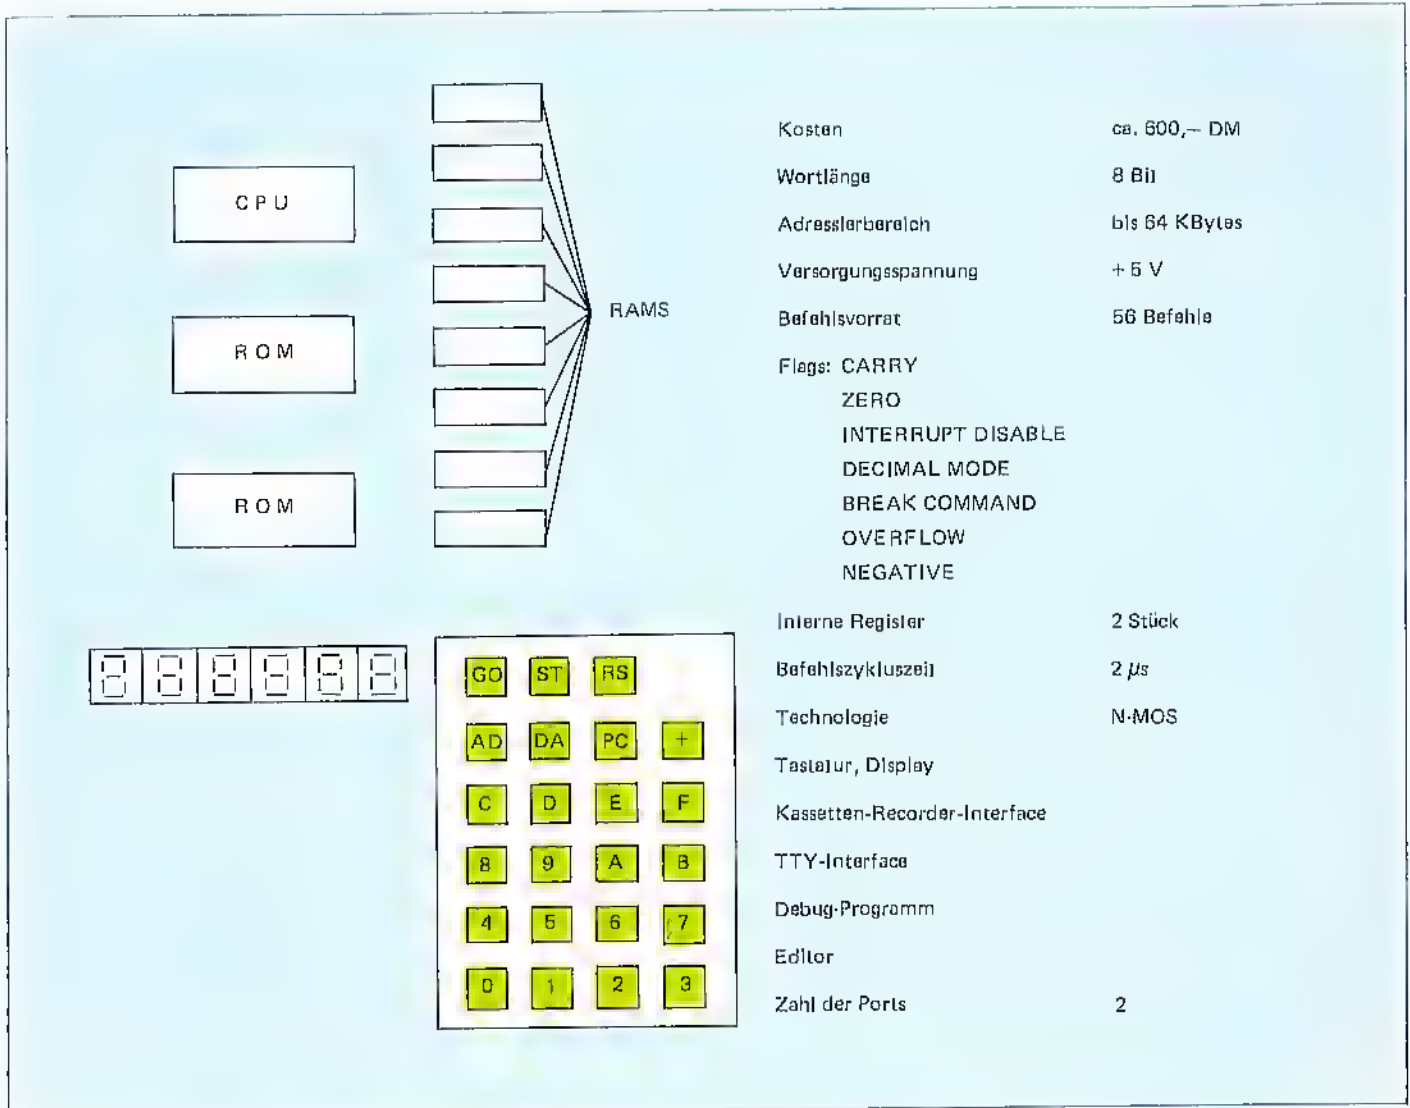 CPU
ROM
ROM
RAMS
GO ST RS
AD DA PC +
C D E F
8 9 A B
4 5 6 7
0 1 2 3
Kosten ca. 600,– DM
Wortlänge 8 Bit
Adressierbereich bis 64 KBytes
Versorgungsspannung + 5 V
Befehlsvorrat 56 Befehle
Flags: CARRY
ZERO
INTERRUPT DISABLE
DECIMAL MODE
BREAK COMMAND
OVERFLOW
NEGATIVE
Interne Register 2 Stück
Befehlszykluszeit 2 µs
Technologie N-MOS
Tastatur, Display
Kassetten-Recorder-Interface
TTY-Interface
Debug-Programm
Editor
Zahl der Ports 2